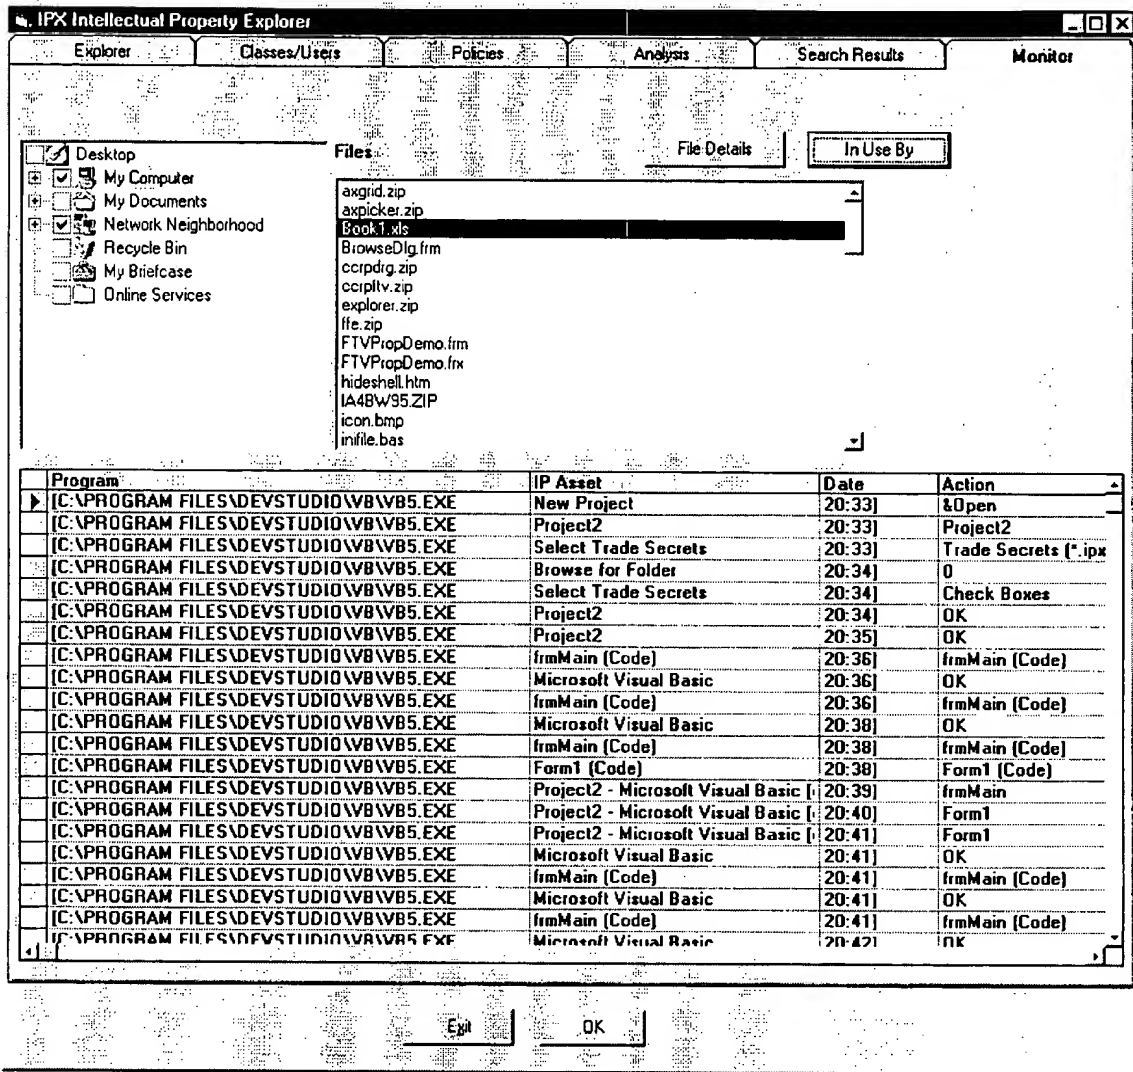 IPX Intellectual Property Explorer
Explorer Classes/Users Policies Analysis Search Results Monitor
Desktop
My Computer
My Documents
Network Neighborhood
Recycle Bin
My Briefcase
Online Services
Files
File Details
In Use By
axgrid.zip
axpicker.zip
Book1.xls
BrowseDlg.frm
ccrpdrg.zip
ccrpftv.zip
explorer.zip
ffe.zip
FTVPropDemo.frm
FTVPropDemo.frx
hideshell.htm
IA4BW95.ZIP
icon.bmp
inifile.bas
Program IP Asset Date Action
[C:\PROGRAM FILES\DEVSTUDIO\VB\VB5.EXE New Project 20:33] &Open
[C:\PROGRAM FILES\DEVSTUDIO\VB\VB5.EXE Project2 20:33] Project2
[C:\PROGRAM FILES\DEVSTUDIO\VB\VB5.EXE Select Trade Secrets 20:33] Trade Secrets (*.ipx
[C:\PROGRAM FILES\DEVSTUDIO\VB\VB5.EXE Browse for Folder 20:34] 0
[C:\PROGRAM FILES\DEVSTUDIO\VB\VB5.EXE Select Trade Secrets 20:34] Check Boxes
[C:\PROGRAM FILES\DEVSTUDIO\VB\VB5.EXE Project2 20:34] OK
[C:\PROGRAM FILES\DEVSTUDIO\VB\VB5.EXE Project2 20:35] OK
[C:\PROGRAM FILES\DEVSTUDIO\VB\VB5.EXE frmMain (Code) 20:36] frmMain (Code)
[C:\PROGRAM FILES\DEVSTUDIO\VB\VB5.EXE Microsoft Visual Basic 20:36] OK
[C:\PROGRAM FILES\DEVSTUDIO\VB\VB5.EXE frmMain (Code) 20:36] frmMain (Code)
[C:\PROGRAM FILES\DEVSTUDIO\VB\VB5.EXE Microsoft Visual Basic 20:38] OK
[C:\PROGRAM FILES\DEVSTUDIO\VB\VB5.EXE frmMain (Code) 20:38] frmMain (Code)
[C:\PROGRAM FILES\DEVSTUDIO\VB\VB5.EXE Form1 (Code) 20:38] Form1 (Code)
[C:\PROGRAM FILES\DEVSTUDIO\VB\VB5.EXE Project2 - Microsoft Visual Basic [ 20:39] frmMain
[C:\PROGRAM FILES\DEVSTUDIO\VB\VB5.EXE Project2 - Microsoft Visual Basic [ 20:40] Form1
[C:\PROGRAM FILES\DEVSTUDIO\VB\VB5.EXE Project2 - Microsoft Visual Basic [ 20:41] Form1
[C:\PROGRAM FILES\DEVSTUDIO\VB\VB5.EXE Microsoft Visual Basic 20:41] OK
[C:\PROGRAM FILES\DEVSTUDIO\VB\VB5.EXE frmMain (Code) 20:41] frmMain (Code)
[C:\PROGRAM FILES\DEVSTUDIO\VB\VB5.EXE Microsoft Visual Basic 20:41] OK
[C:\PROGRAM FILES\DEVSTUDIO\VB\VB5.EXE frmMain (Code) 20:41] frmMain (Code)
[C:\PROGRAM FILES\DEVSTUDIO\VB\VB5.EXE Microsoft Visual Basic 20:42] OK
Exit OK